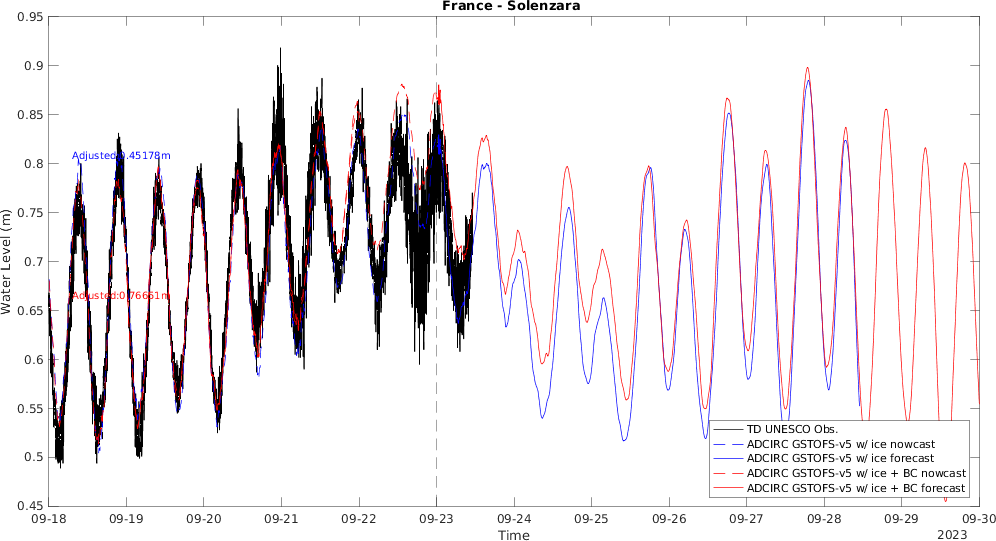 France - Solenzara
0.95
0.9
0.85
0.8
0.75
0.7
0.65
0.6
0.55
0.5
0.45
Water Level (m)
Adjusted:0.45178m
Adjusted:0.76661m
TD UNESCO Obs.
ADCIRC GSTOFS-v5 w/ ice nowcast
ADCIRC GSTOFS-v5 w/ ice forecast
ADCIRC GSTOFS-v5 w/ ice + BC nowcast
ADCIRC GSTOFS-v5 w/ ice + BC forecast
09-18 09-19 09-20 09-21 09-22 09-23 09-24 09-25 09-26 09-27 09-28 09-29 09-30
Time
2023